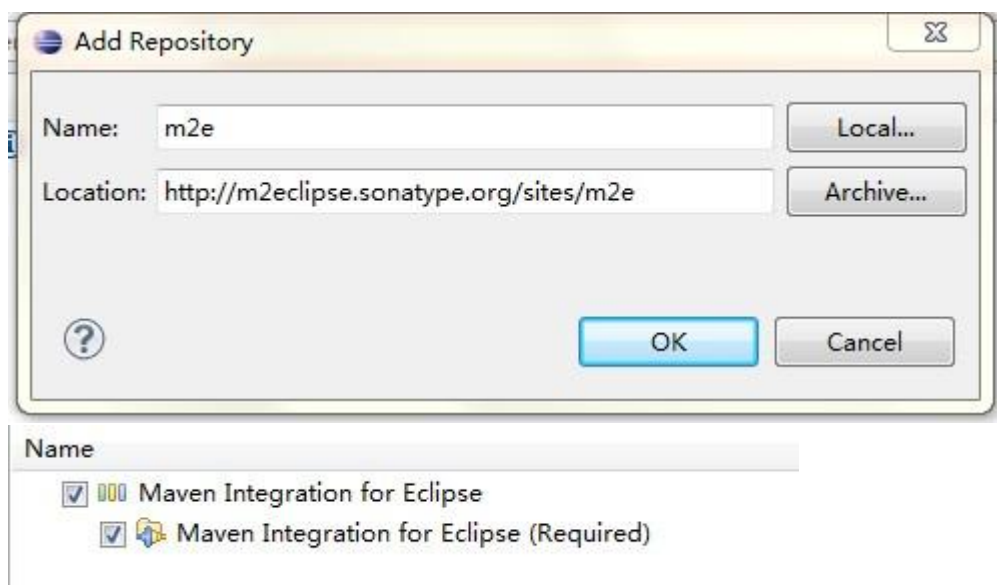 Add Repository
Name: m2e Local...
Location: http://m2eclipse.sonatype.org/sites/m2e Archive...
OK Cancel
Name
Maven Integration for Eclipse
Maven Integration for Eclipse (Required)